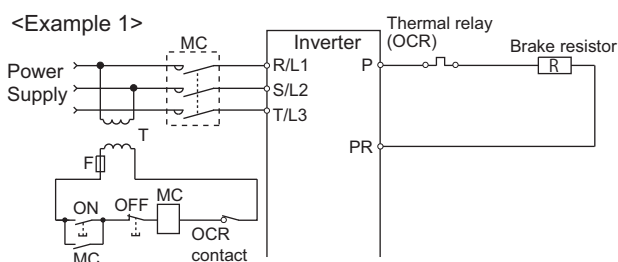 <Example 1>
MC
Power
Supply
R/L1
S/L2
T/L3
Inverter
P
PR
Thermal relay
(OCR)
Brake resistor
R
T
F
ON
OFF
MC
MC
OCR
contact